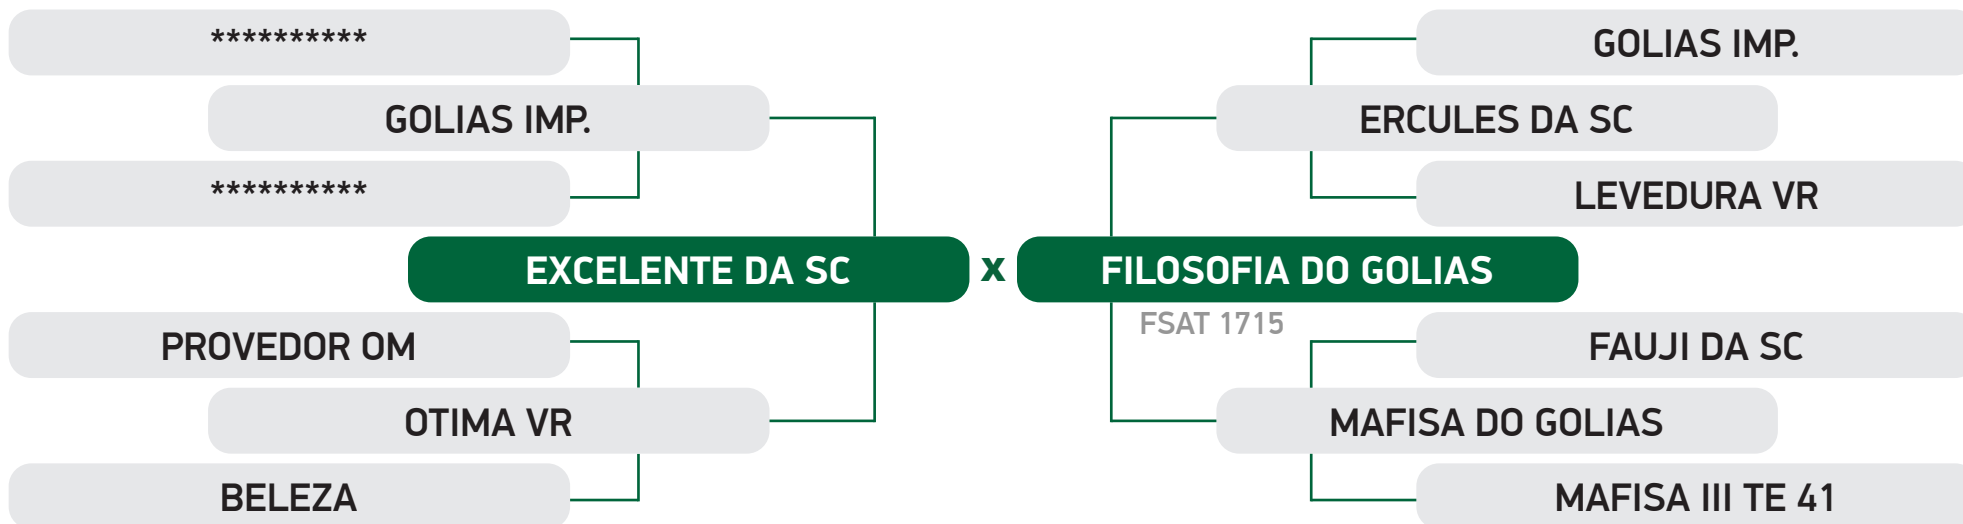 **********
GOLIAS IMP.
**********
EXCELENTE DA SC
PROVEDOR OM
OTIMA VR
BELEZA
x
GOLIAS IMP.
ERCULES DA SC
LEVEDURA VR
FILOSOFIA DO GOLIAS
FSAT 1715
FAUJI DA SC
MAFISA DO GOLIAS
MAFISA III TE 41